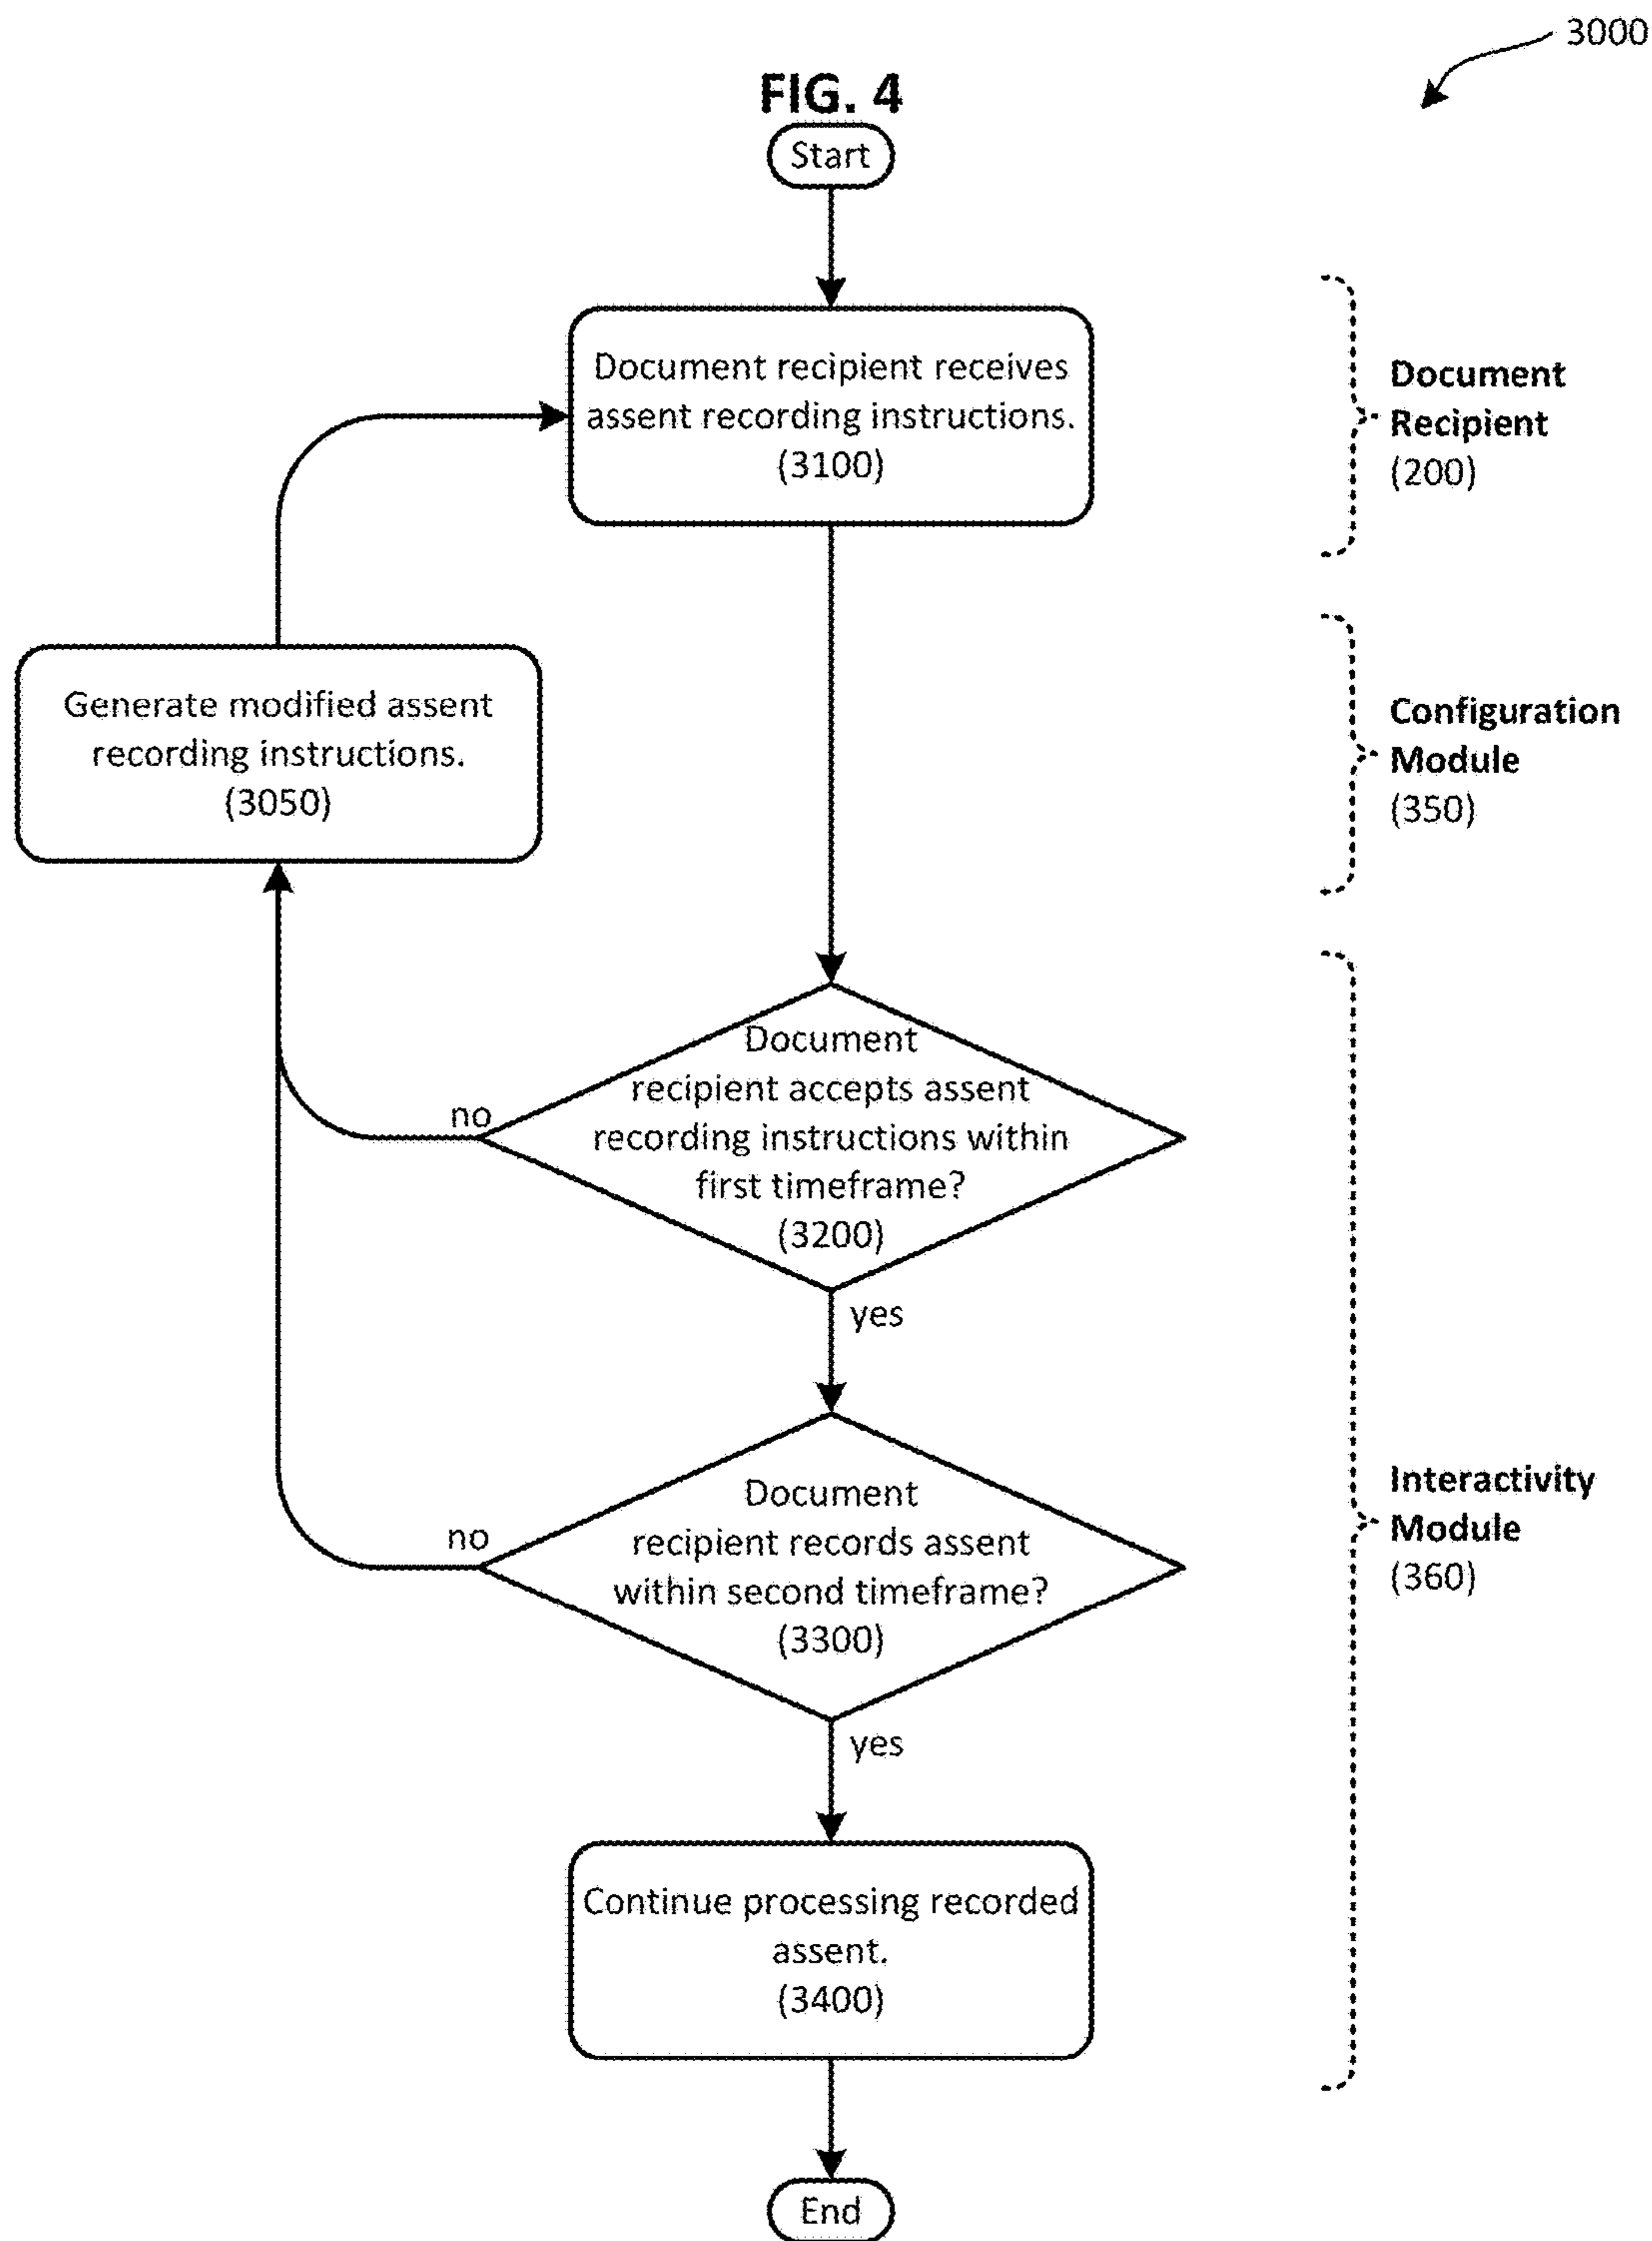 3000
FIG. 4
Start
Document recipient receives
assent recording instructions.
(3100)
Document
Recipient
(200)
Generate modified assent
recording instructions.
(3050)
Configuration
Module
(350)
Document
recipient accepts assent
recording instructions within
first timeframe?
(3200)
no
yes
Document
recipient records assent
within second timeframe?
(3300)
no
yes
Interactivity
Module
(360)
Continue processing recorded
assent.
(3400)
End